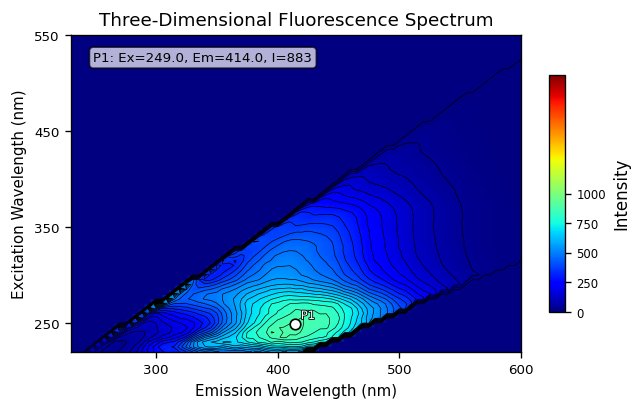 Three-Dimensional Fluorescence Spectrum
P1: Ex=249.0, Em=414.0, I=883
P1
550
450
350
250
Excitation Wavelength (nm)
300
400
500
600
Emission Wavelength (nm)
1000
750
500
250
0
Intensity